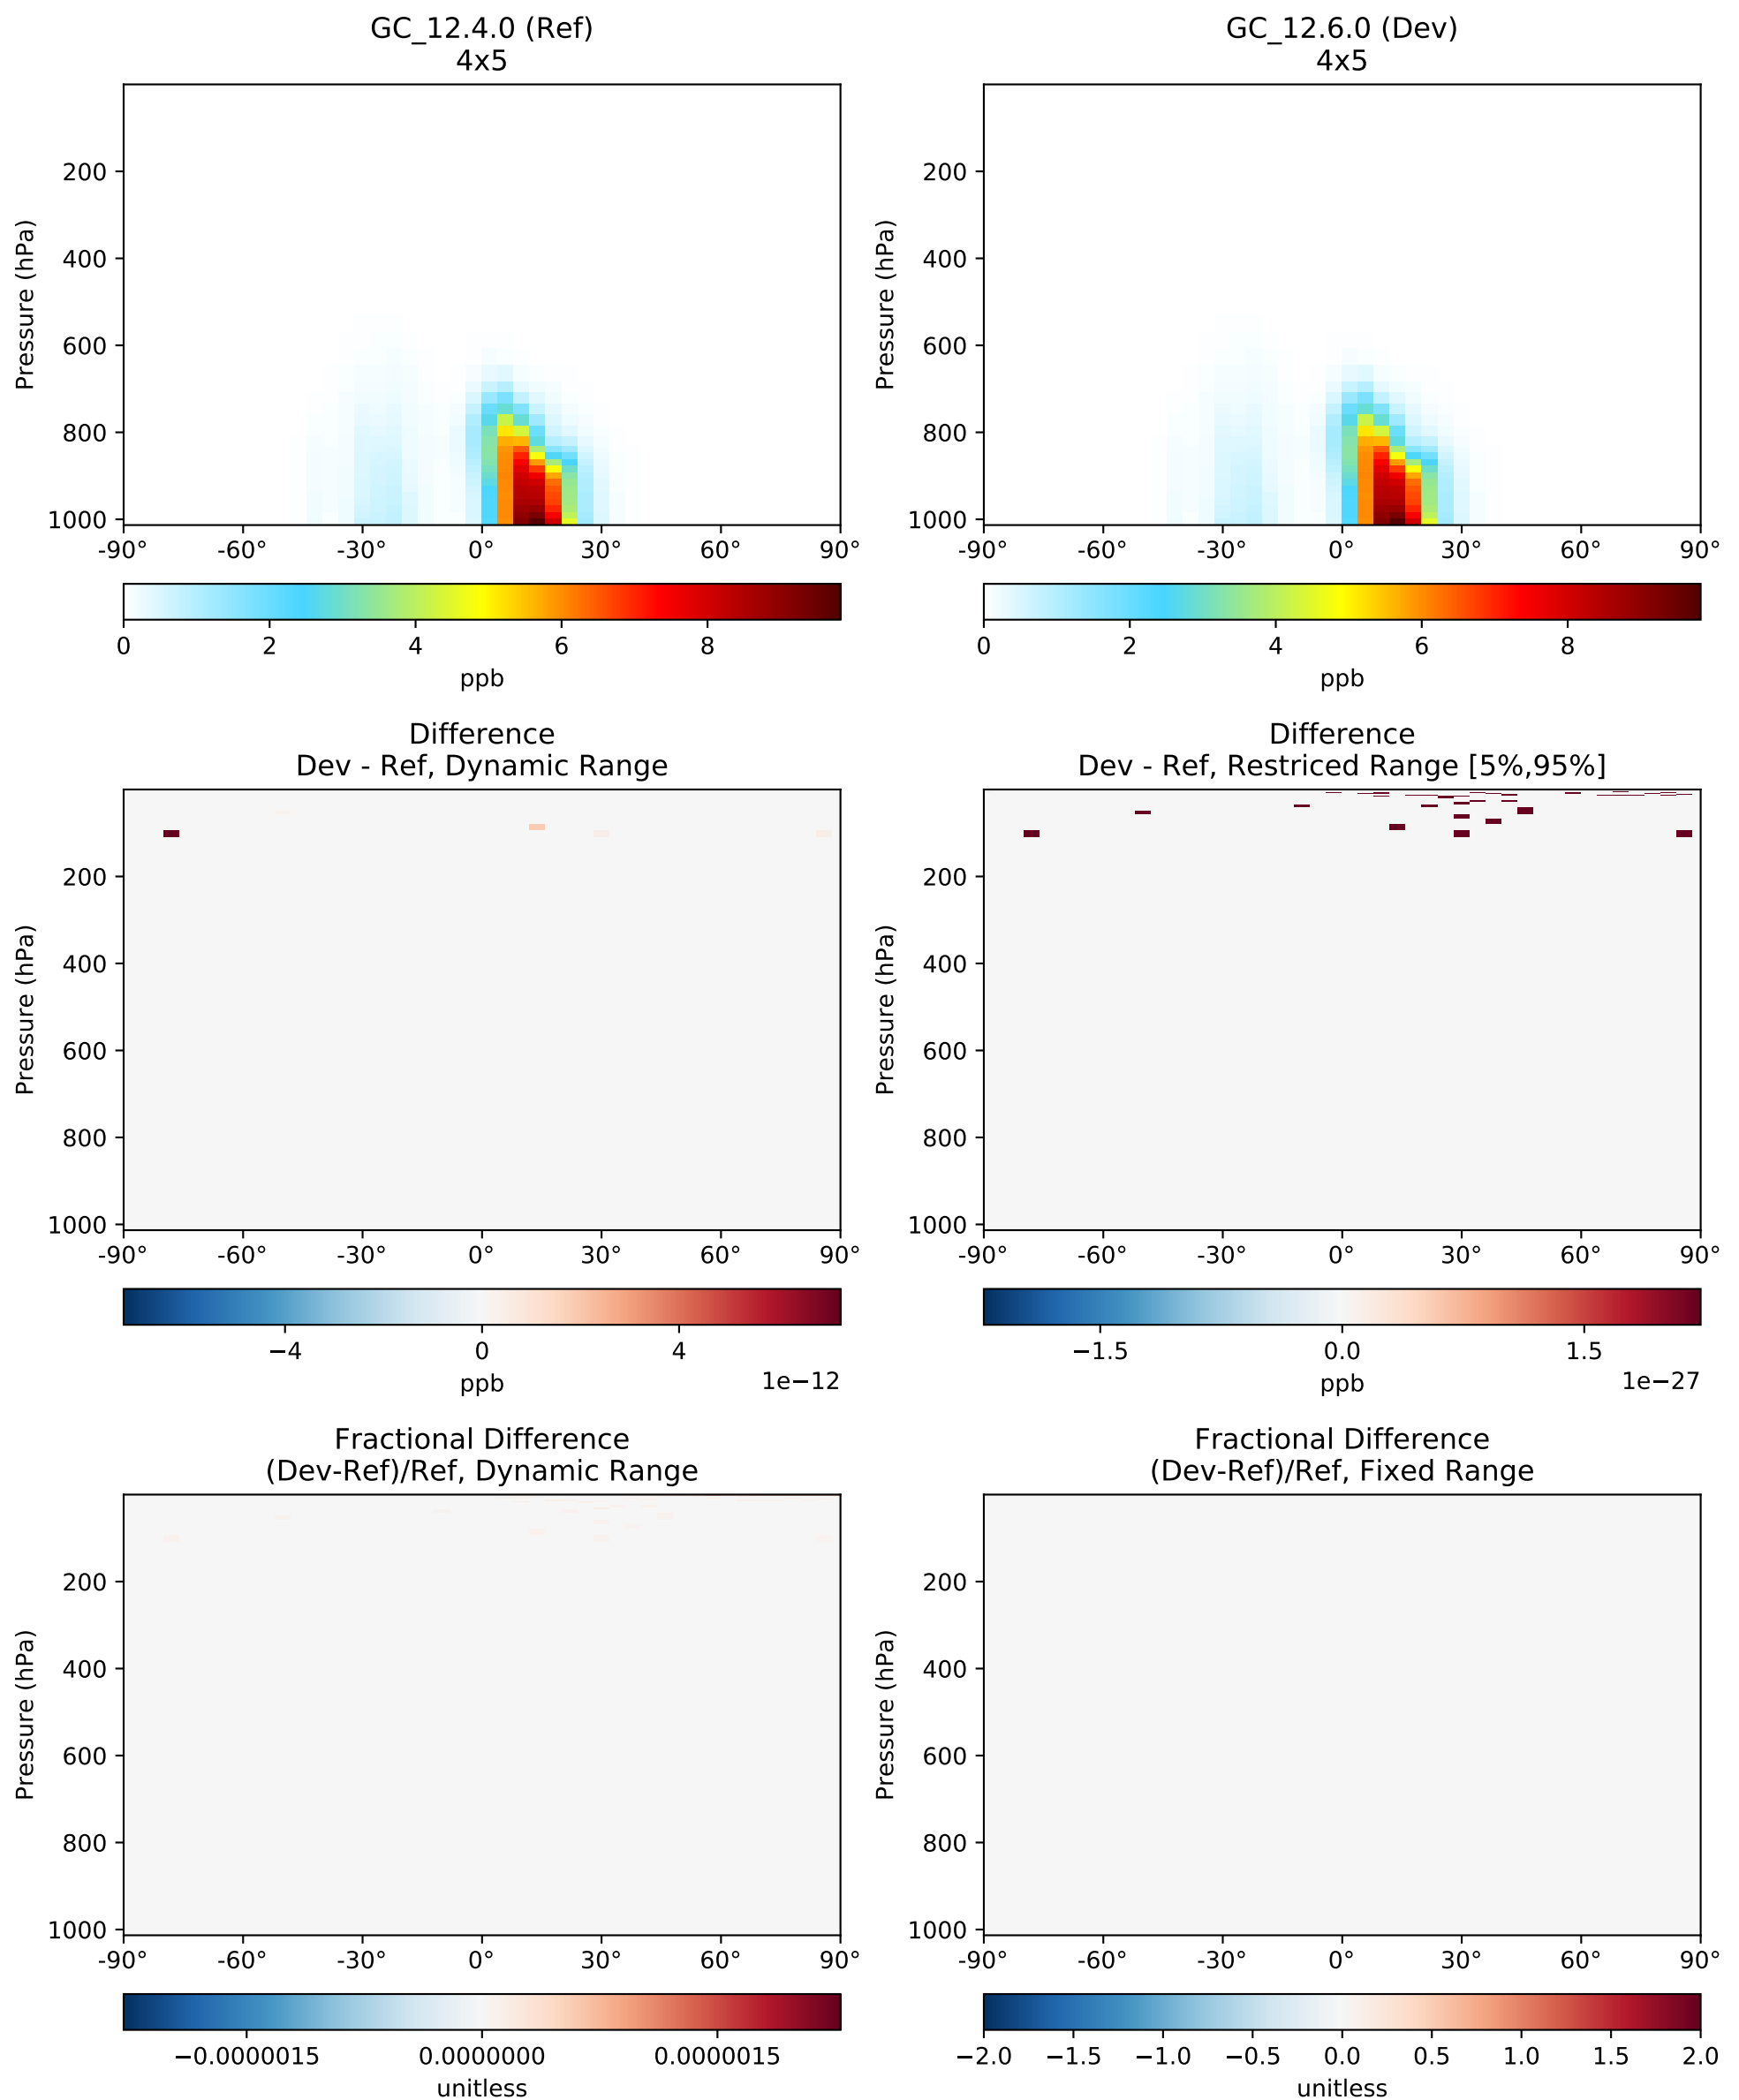 GC_12.4.0 (Ref)
4x5
GC_12.6.0 (Dev)
4x5
Pressure (hPa)
200
400
600
800
1000
-90° -60° -30° 0° 30° 60° 90°
0 2 4 6 8
ppb
Pressure (hPa)
200
400
600
800
1000
-90° -60° -30° 0° 30° 60° 90°
0 2 4 6 8
ppb
Difference
Dev - Ref, Dynamic Range
Difference
Dev - Ref, Restriced Range [5%,95%]
Pressure (hPa)
200
400
600
800
1000
-90° -60° -30° 0° 30° 60° 90°
−4 0 4
ppb
1e−12
Pressure (hPa)
200
400
600
800
1000
-90° -60° -30° 0° 30° 60° 90°
−1.5 0.0 1.5
ppb
1e−27
Fractional Difference
(Dev-Ref)/Ref, Dynamic Range
Fractional Difference
(Dev-Ref)/Ref, Fixed Range
Pressure (hPa)
200
400
600
800
1000
-90° -60° -30° 0° 30° 60° 90°
−0.0000015 0.0000000 0.0000015
unitless
Pressure (hPa)
200
400
600
800
1000
-90° -60° -30° 0° 30° 60° 90°
−2.0 −1.5 −1.0 −0.5 0.0 0.5 1.0 1.5 2.0
unitless